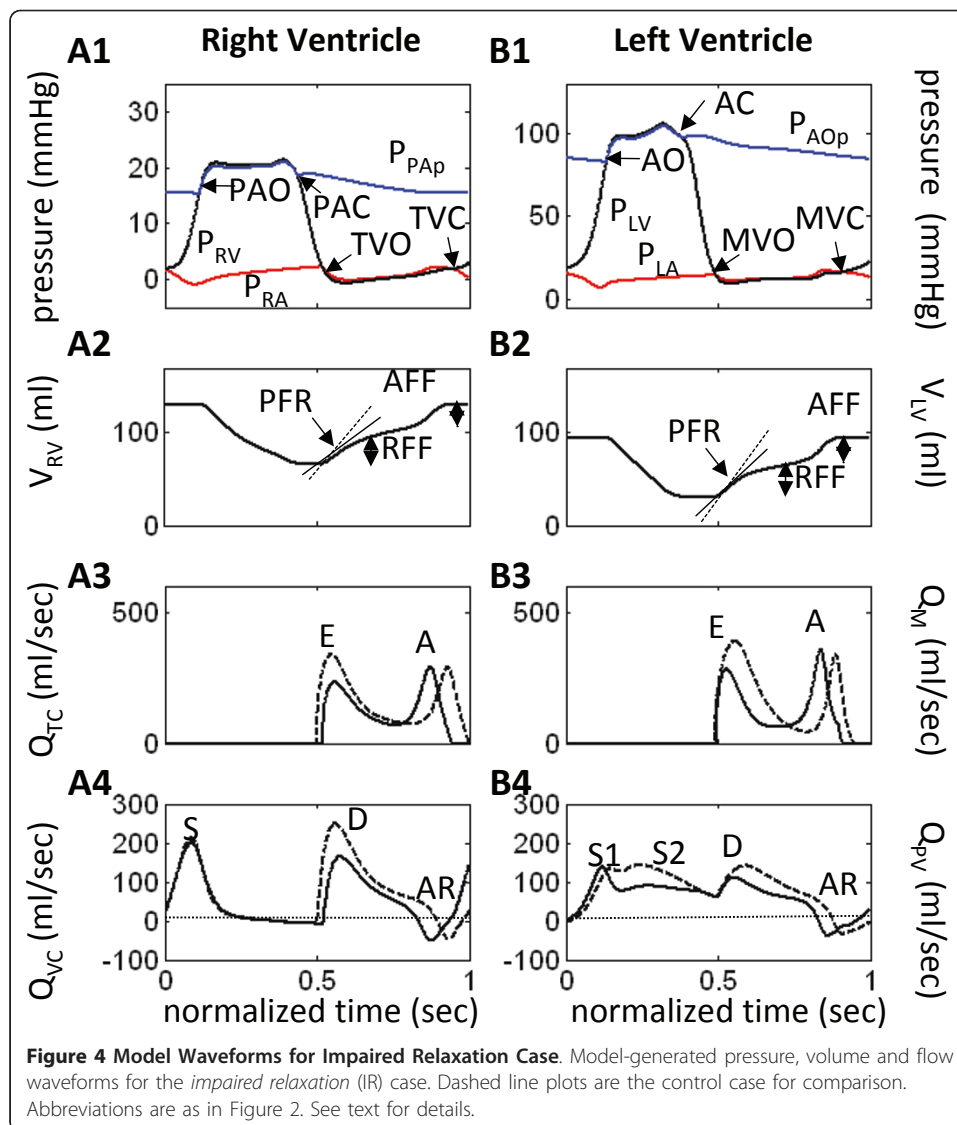 A1 Right Ventricle B1 Left Ventricle
pressure (mmHg)
30
20
10
0
P_PAp
PAO
PAC
TVC
TVO
P_RV
P_RA
100
50
0
AC
P_AOp
AO
P_LV
MVC
MVO
P_LA
pressure (mmHg)
A2
V_RV (ml)
100
0
AFF
PFR
RFF
B2
100
50
0
AFF
PFR
RFF
V_LV (ml)
A3
Q_TC (ml/sec)
500
0
E
A
B3
500
0
E
A
Q_M (ml/sec)
A4
Q_VC (ml/sec)
300
200
100
0
-100
S
D
AR
0 0.5 1
normalized time (sec)
B4
300
200
100
0
-100
S1
S2
D
AR
0 0.5 1
normalized time (sec)
Q_PV (ml/sec)
Figure 4 Model Waveforms for Impaired Relaxation Case. Model-generated pressure, volume and flow
waveforms for the impaired relaxation (IR) case. Dashed line plots are the control case for comparison.
Abbreviations are as in Figure 2. See text for details.